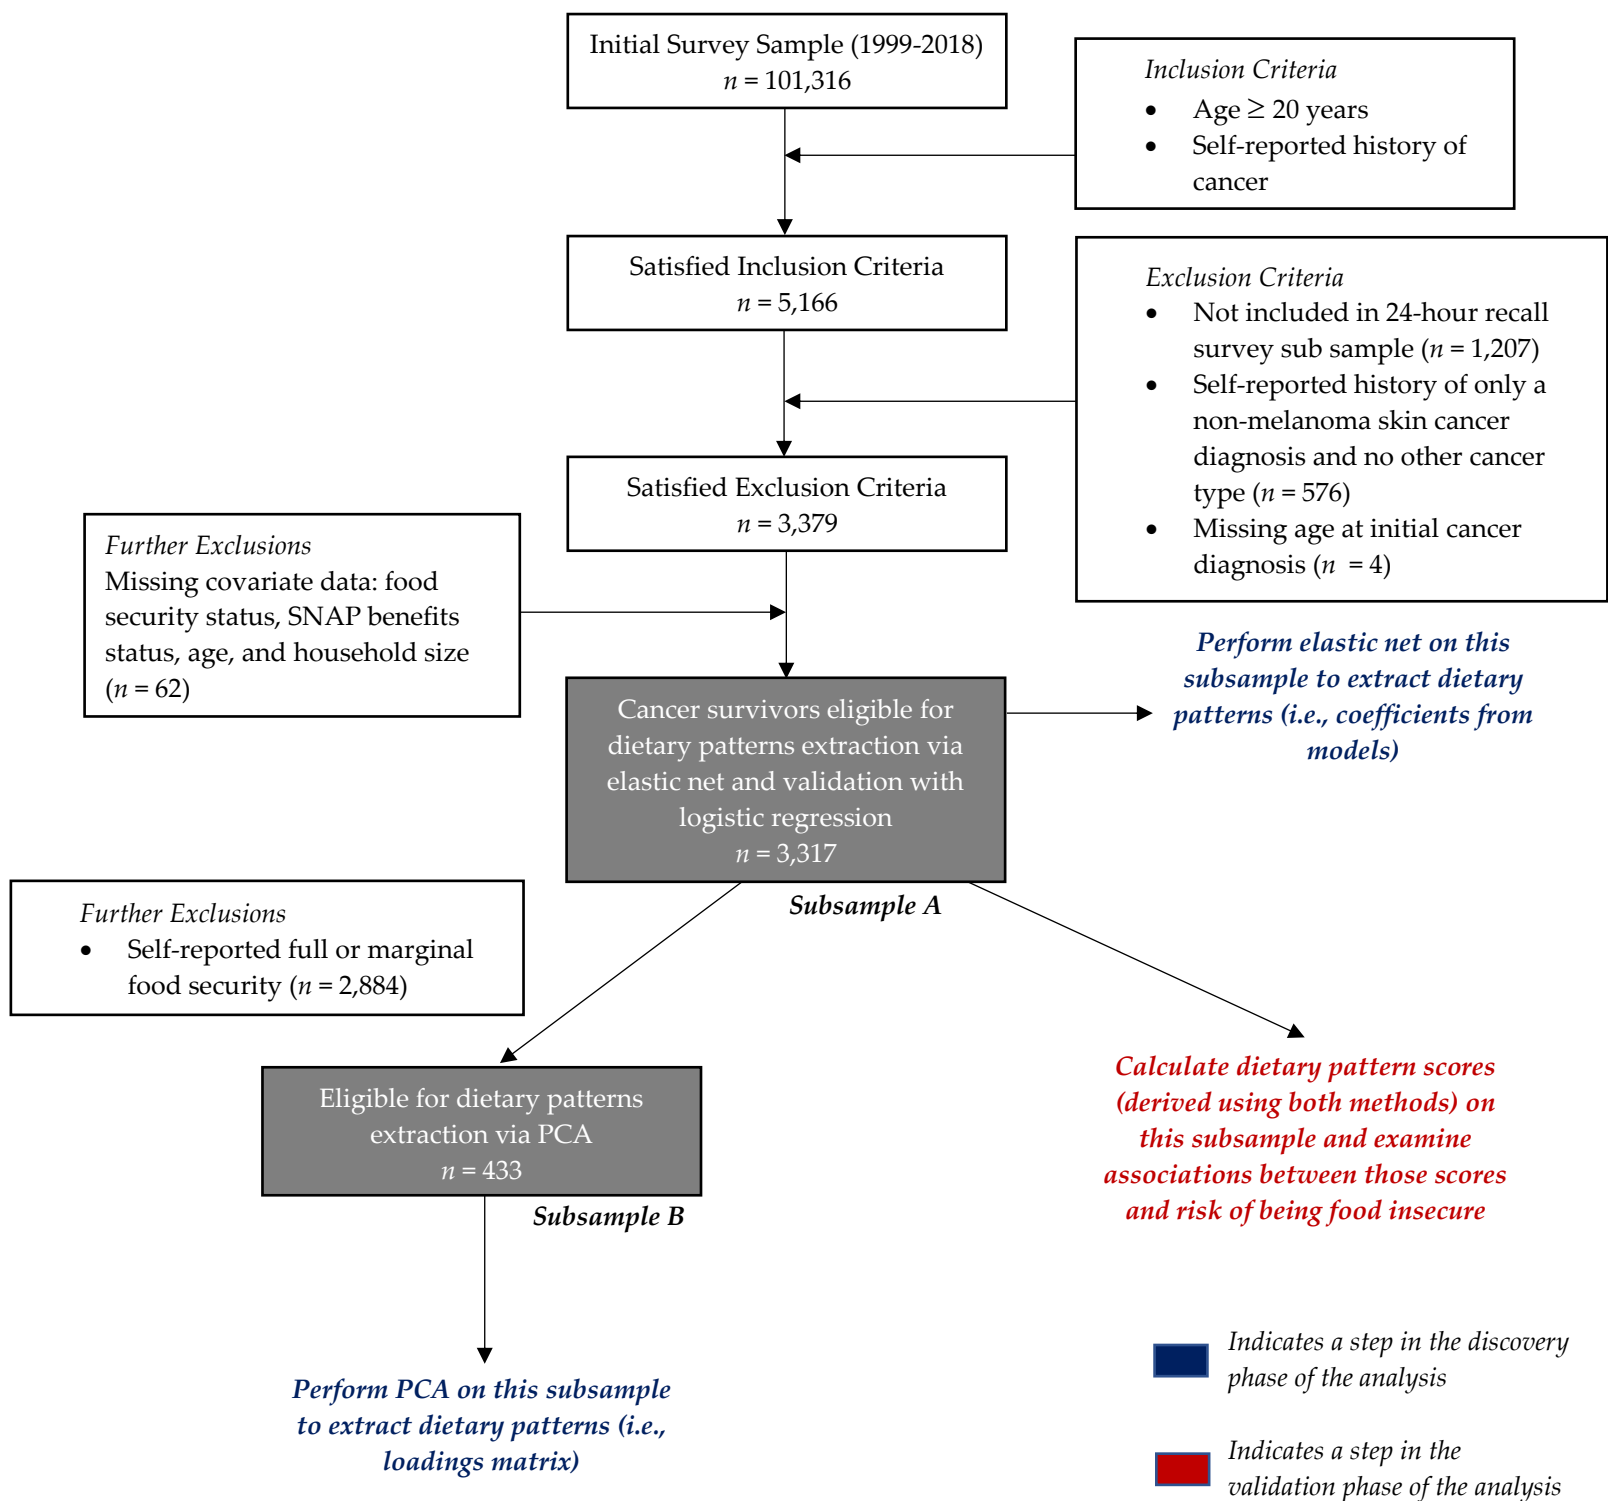 Initial Survey Sample (1999-2018)
n = 101,316
Inclusion Criteria
• Age ≥ 20 years
• Self-reported history of
cancer
Satisfied Inclusion Criteria
n = 5,166
Exclusion Criteria
• Not included in 24-hour recall
survey sub sample (n = 1,207)
• Self-reported history of only a
non-melanoma skin cancer
diagnosis and no other cancer
type (n = 576)
• Missing age at initial cancer
diagnosis (n = 4)
Satisfied Exclusion Criteria
n = 3,379
Further Exclusions
Missing covariate data: food
security status, SNAP benefits
status, age, and household size
(n = 62)
Perform elastic net on this
subsample to extract dietary
patterns (i.e., coefficients from
models)
Cancer survivors eligible for
dietary patterns extraction via
elastic net and validation with
logistic regression
n = 3,317
Subsample A
Further Exclusions
• Self-reported full or marginal
food security (n = 2,884)
Eligible for dietary patterns
extraction via PCA
n = 433
Subsample B
Calculate dietary pattern scores
(derived using both methods) on
this subsample and examine
associations between those scores
and risk of being food insecure
Perform PCA on this subsample
to extract dietary patterns (i.e.,
loadings matrix)
Indicates a step in the discovery
phase of the analysis
Indicates a step in the
validation phase of the analysis